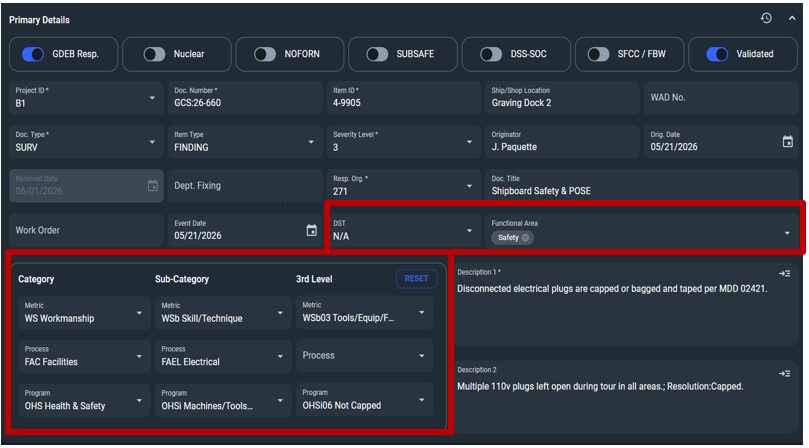 Primary Details
GDEB Resp.
Nuclear
NOFORN
SUBSAFE
DSS-SOC
SFCC / FBW
Validated
Project ID *
B1
Doc. Number *
GCS:26-660
Item ID *
4-9905
Ship/Shop Location
Graving Dock 2
WAD No.
Doc. Type *
SURV
Item Type
FINDING
Severity Level *
3
Originator
J. Paquette
Orig. Date
05/21/2026
Received Date
06/01/2026
Dept. Fixing
Resp. Org. *
271
Doc. Title
Shipboard Safety & POSE
Work Order
Event Date
05/21/2026
DST
N/A
Functional Area
Safety
Category
Sub-Category
3rd Level
RESET
Metric
WS Workmanship
Metric
WSb Skill/Technique
Metric
WSb03 Tools/Equip/F...
Process
FAC Facilities
Process
FAEL Electrical
Process
Program
OHS Health & Safety
Program
OHSi Machines/Tools...
Program
OHSi06 Not Capped
Description 1 *
Disconnected electrical plugs are capped or bagged and taped per MDD 02421.
Description 2
Multiple 110v plugs left open during tour in all areas.; Resolution:Capped.